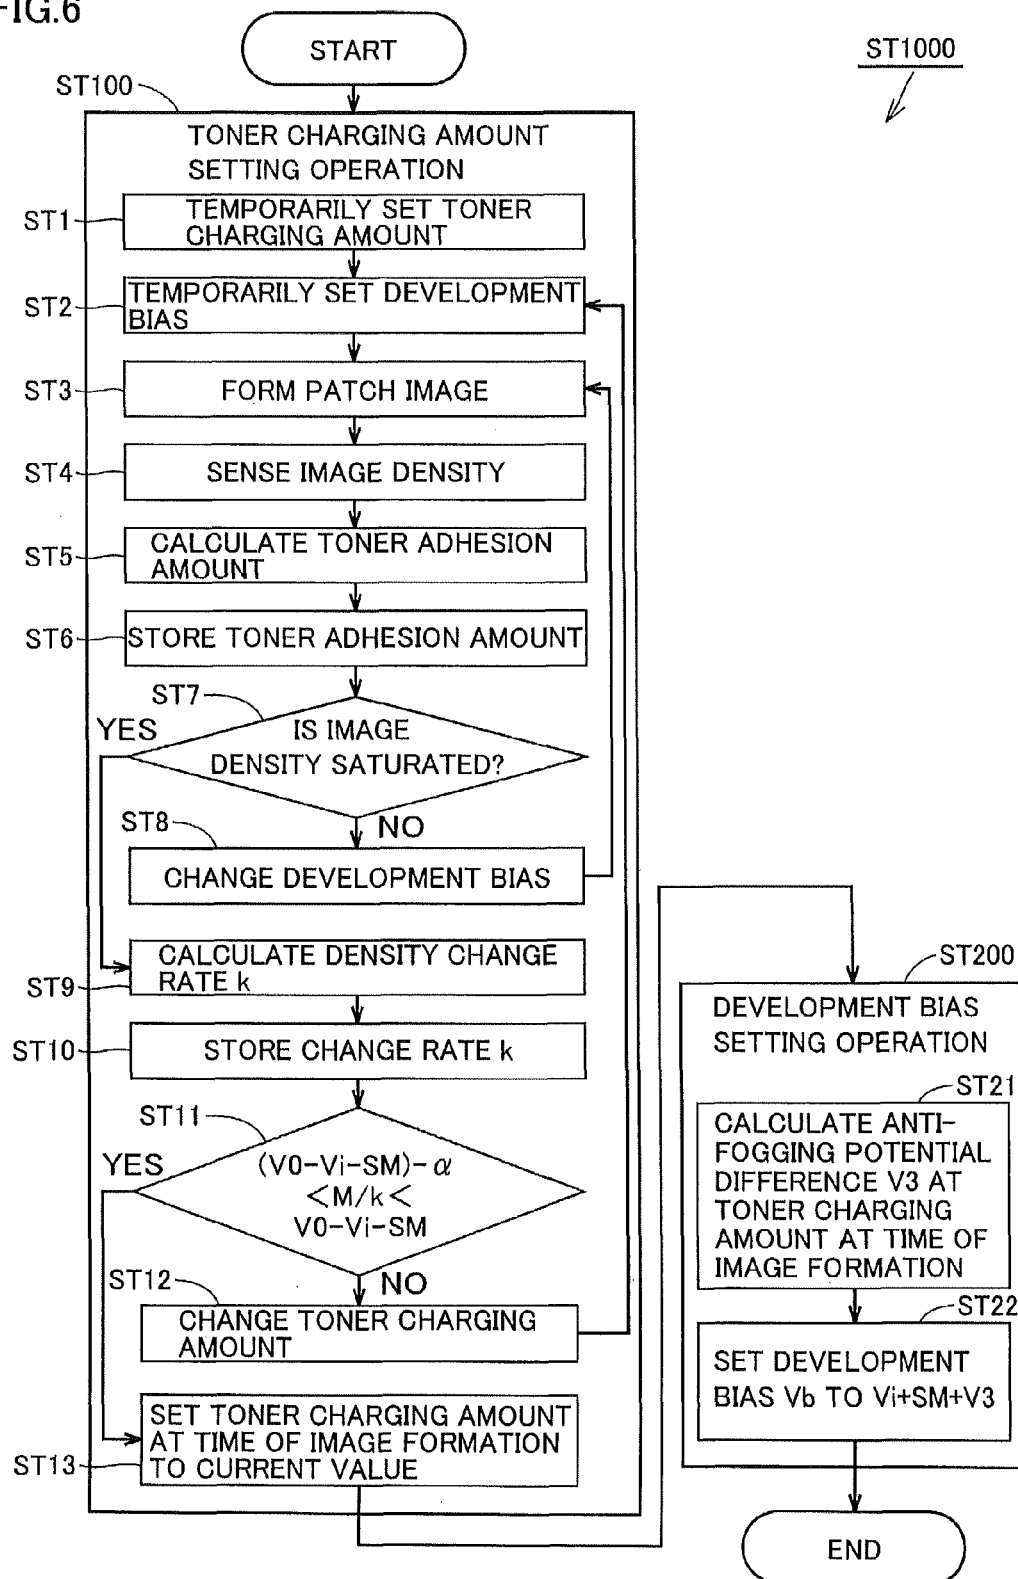 FIG.6
START
ST1000
ST100
TONER CHARGING AMOUNT
SETTING OPERATION
ST1
TEMPORARILY SET TONER
CHARGING AMOUNT
ST2
TEMPORARILY SET DEVELOPMENT
BIAS
ST3
FORM PATCH IMAGE
ST4
SENSE IMAGE DENSITY
ST5
CALCULATE TONER ADHESION
AMOUNT
ST6
STORE TONER ADHESION AMOUNT
ST7
YES
IS IMAGE
DENSITY SATURATED?
ST8
NO
CHANGE DEVELOPMENT BIAS
ST9
CALCULATE DENSITY CHANGE
RATE k
ST10
STORE CHANGE RATE k
ST11
YES
(V0-Vi-SM)-α
<M/k<
V0-Vi-SM
ST12
NO
CHANGE TONER CHARGING
AMOUNT
ST13
SET TONER CHARGING AMOUNT
AT TIME OF IMAGE FORMATION
TO CURRENT VALUE
ST200
DEVELOPMENT BIAS
SETTING OPERATION
ST21
CALCULATE ANTI-
FOGGING POTENTIAL
DIFFERENCE V3 AT
TONER CHARGING
AMOUNT AT TIME OF
IMAGE FORMATION
ST22
SET DEVELOPMENT
BIAS Vb TO Vi+SM+V3
END